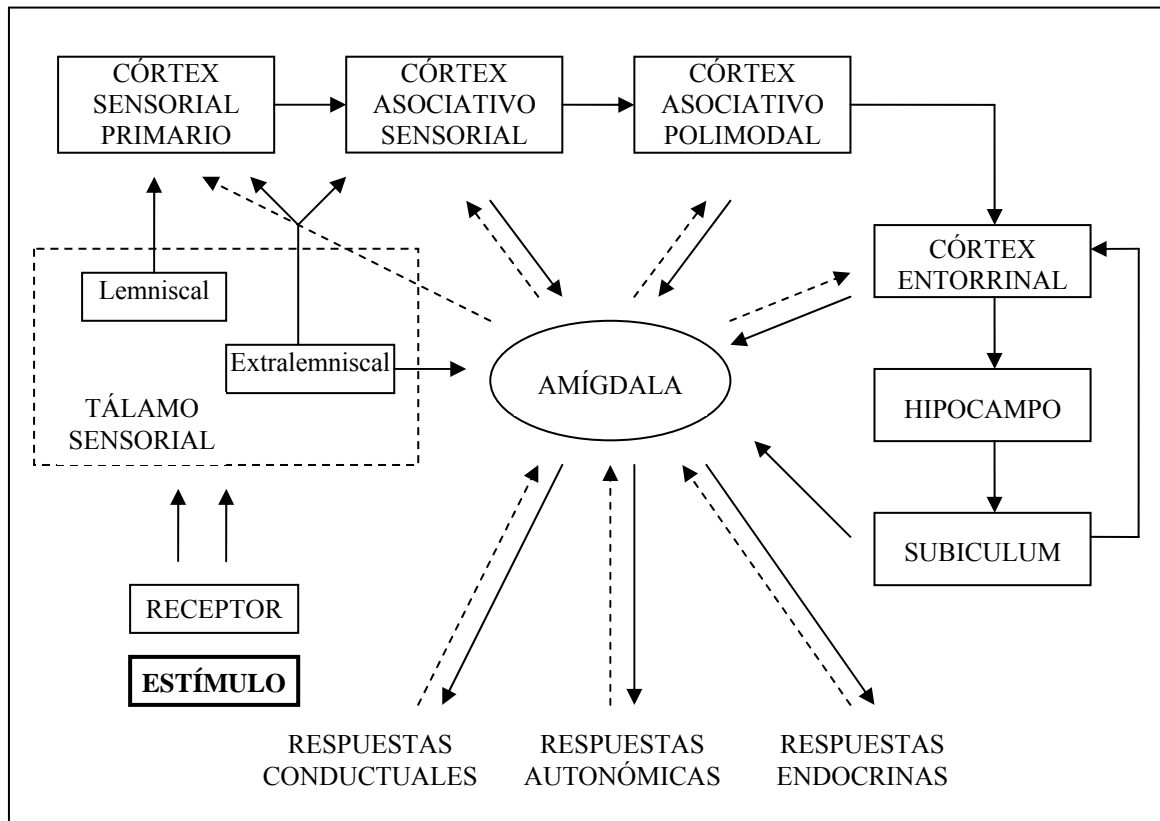 CÓRTEX
SENSORIAL
PRIMARIO
CÓRTEX
ASOCIATIVO
SENSORIAL
CÓRTEX
ASOCIATIVO
POLIMODAL
CÓRTEX
ENTORRINAL
Lemniscal
Extralemniscal
TÁLAMO
SENSORIAL
AMÍGDALA
HIPOCAMPO
SUBICULUM
RECEPTOR
ESTÍMULO
RESPUESTAS
CONDUCTUALES
RESPUESTAS
AUTONÓMICAS
RESPUESTAS
ENDOCRINAS